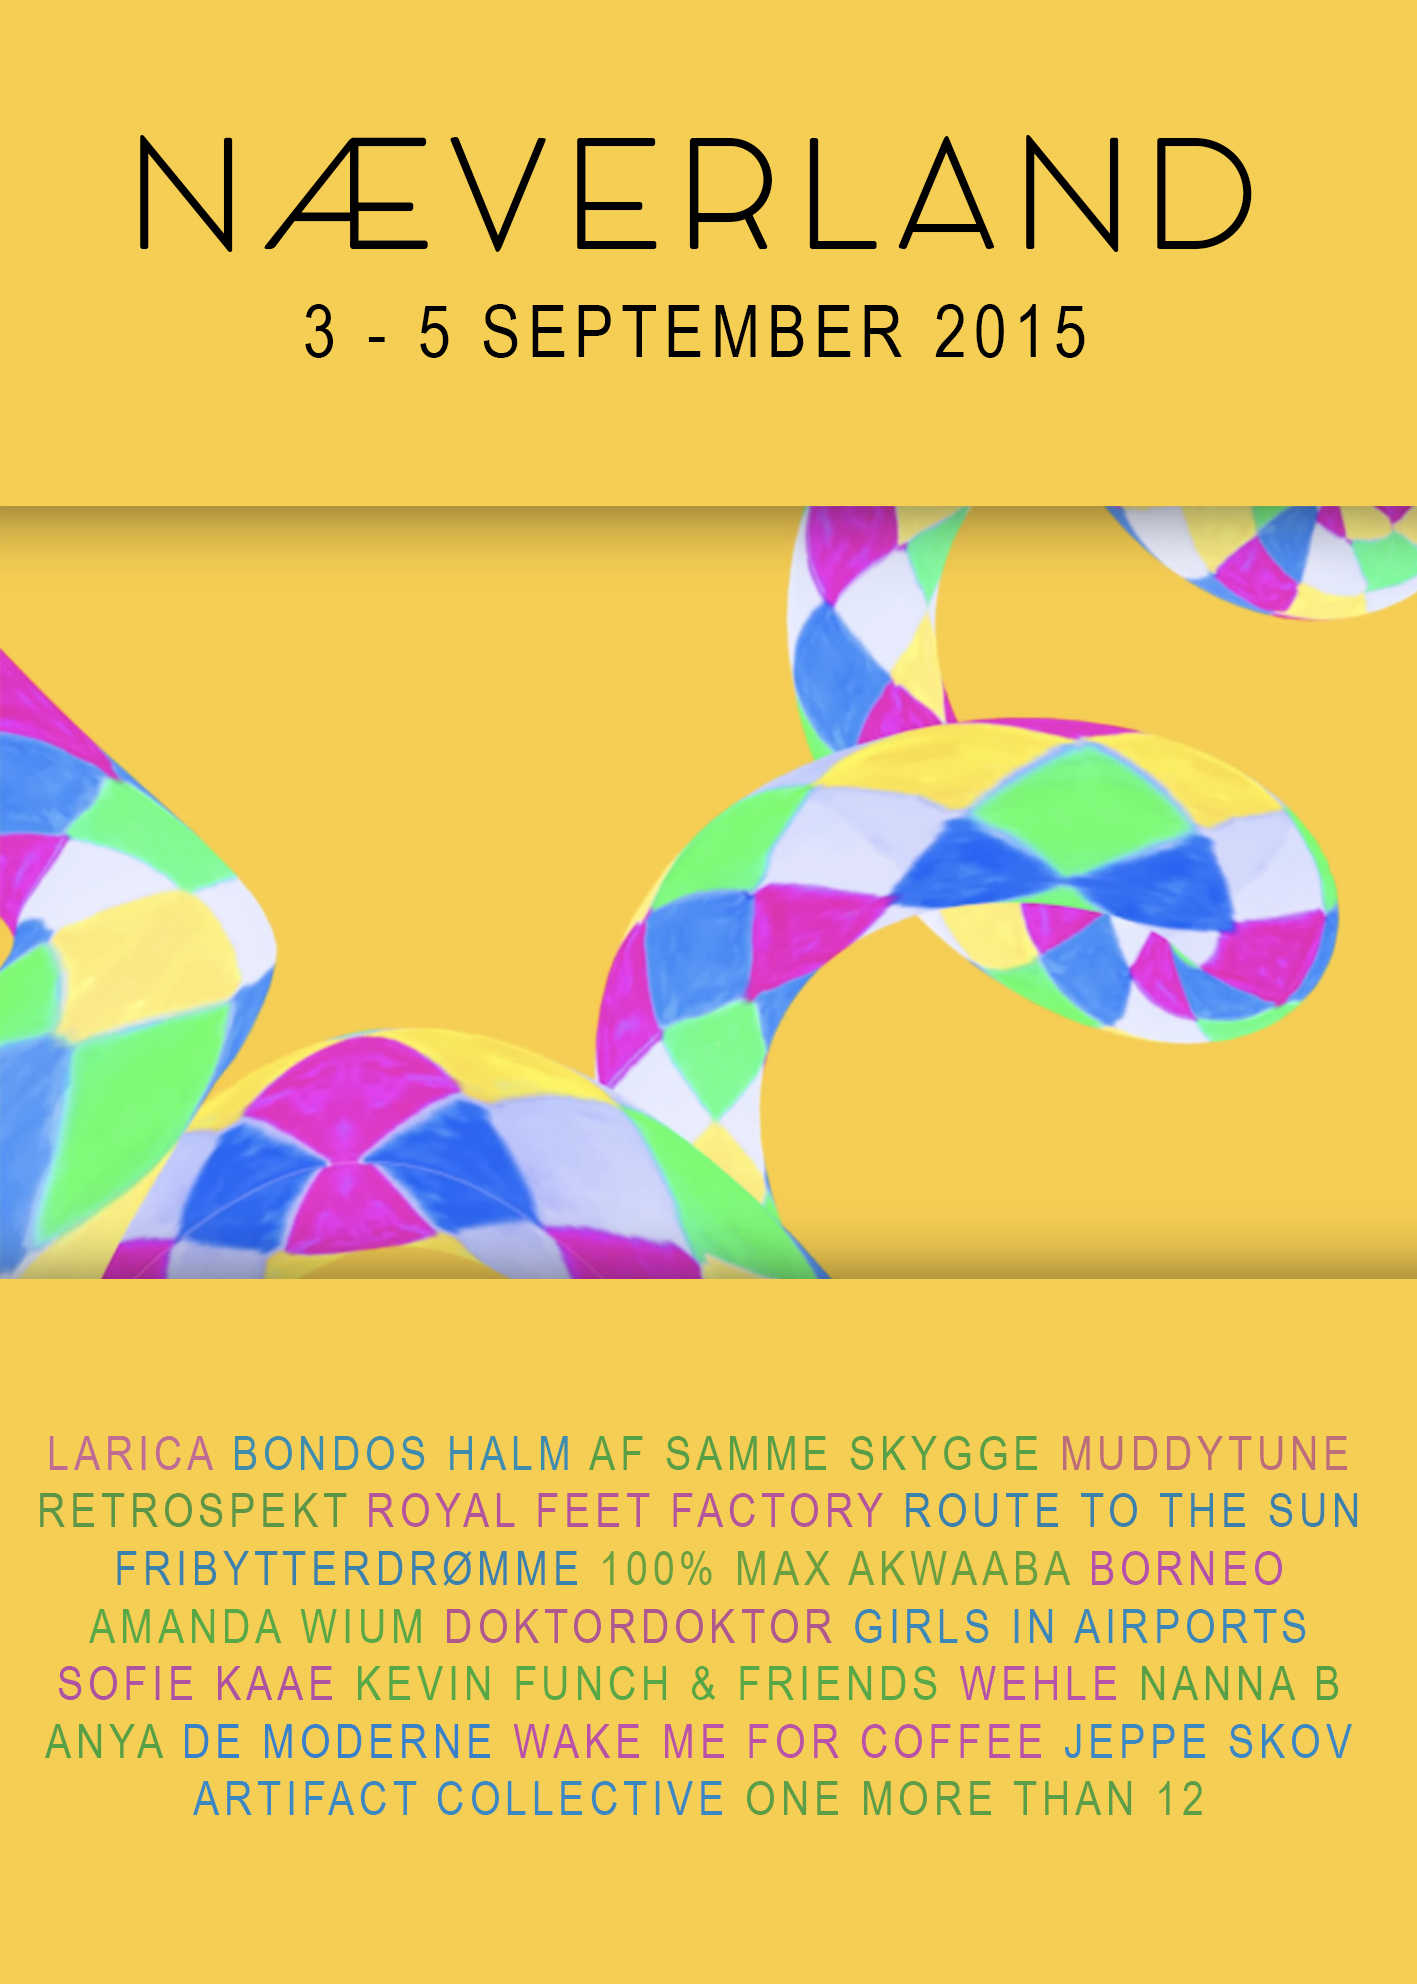 NÆVERLAND
3 - 5 SEPTEMBER 2015
LARICA BONDOS HALM AF SAMME SKYGGE MUDDYTUNE
RETROSPEKT ROYAL FEET FACTORY ROUTE TO THE SUN
FRIBYTTERDRØMME 100% MAX AKWAABA BORNEO
AMANDA WIUM DOKTORDOKTOR GIRLS IN AIRPORTS
SOFIE KAAE KEVIN FUNCH & FRIENDS WEHLE NANNA B
ANYA DE MODERNE WAKE ME FOR COFFEE JEPPE SKOV
ARTIFACT COLLECTIVE ONE MORE THAN 12